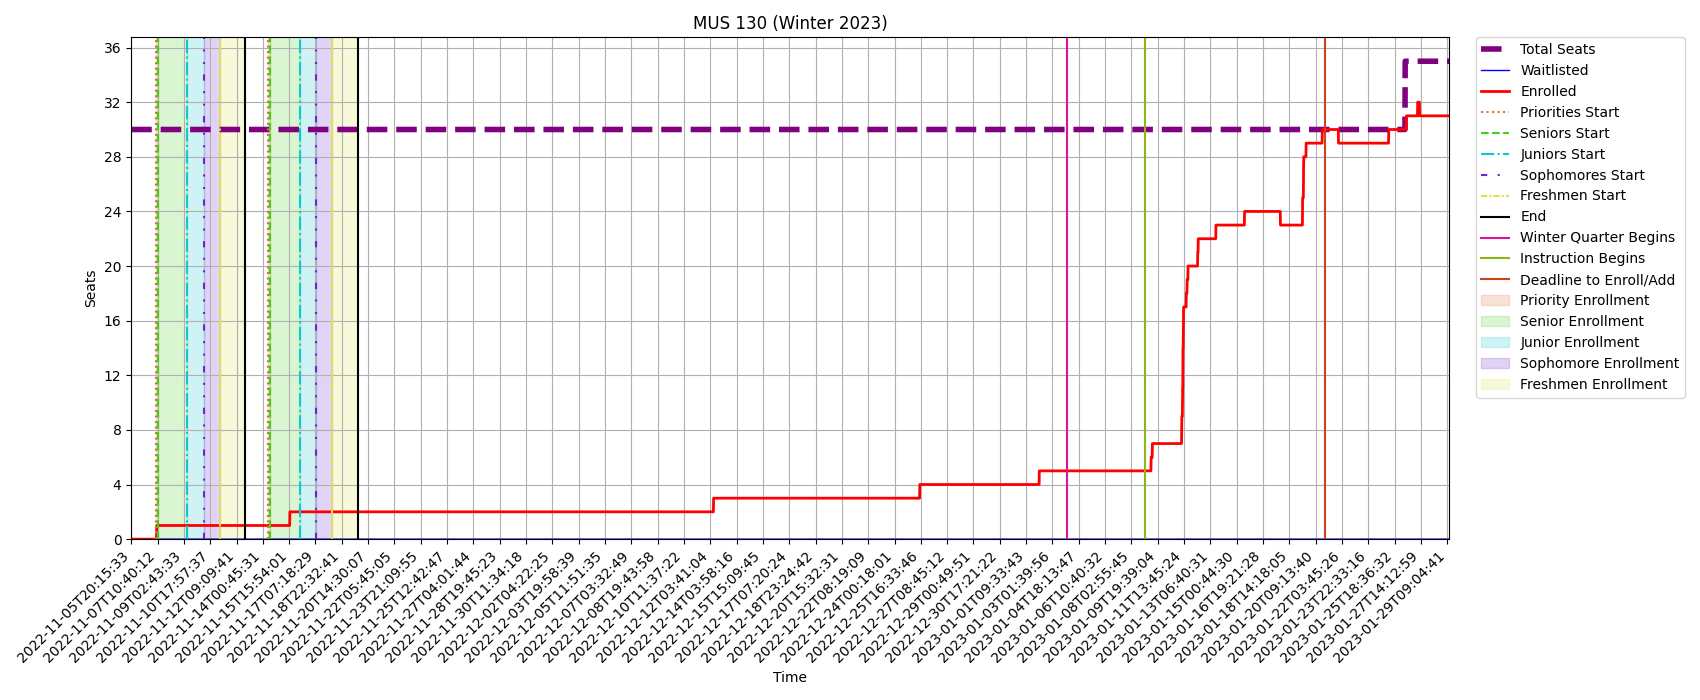 MUS 130 (Winter 2023)
36
32
28
24
20
16
12
8
4
0
Seats
2022-11-05T20:15:33
2022-11-07T10:40:12
2022-11-09T02:43:33
2022-11-10T17:57:37
2022-11-12T09:09:41
2022-11-14T00:45:31
2022-11-15T15:54:01
2022-11-17T07:18:29
2022-11-18T22:32:41
2022-11-20T14:30:07
2022-11-22T05:45:05
2022-11-23T21:09:55
2022-11-25T12:42:47
2022-11-27T04:01:44
2022-11-28T19:45:23
2022-11-30T11:34:18
2022-12-02T04:22:25
2022-12-03T19:58:39
2022-12-05T11:51:35
2022-12-07T03:32:49
2022-12-08T19:43:58
2022-12-10T11:37:22
2022-12-12T03:41:04
2022-12-14T03:58:16
2022-12-15T15:09:45
2022-12-17T07:20:24
2022-12-18T23:24:42
2022-12-20T15:32:31
2022-12-22T08:19:09
2022-12-24T00:18:01
2022-12-25T16:33:46
2022-12-27T08:45:12
2022-12-29T00:49:51
2022-12-30T17:21:22
2023-01-01T09:33:43
2023-01-03T01:39:56
2023-01-04T18:13:47
2023-01-06T10:40:32
2023-01-08T02:55:45
2023-01-09T19:39:04
2023-01-11T13:45:24
2023-01-13T06:40:31
2023-01-15T00:44:30
2023-01-16T19:21:28
2023-01-18T14:18:05
2023-01-20T09:13:40
2023-01-22T03:45:26
2023-01-23T22:33:16
2023-01-25T18:36:32
2023-01-27T14:12:59
2023-01-29T09:04:41
Time
Total Seats
Waitlisted
Enrolled
Priorities Start
Seniors Start
Juniors Start
Sophomores Start
Freshmen Start
End
Winter Quarter Begins
Instruction Begins
Deadline to Enroll/Add
Priority Enrollment
Senior Enrollment
Junior Enrollment
Sophomore Enrollment
Freshmen Enrollment